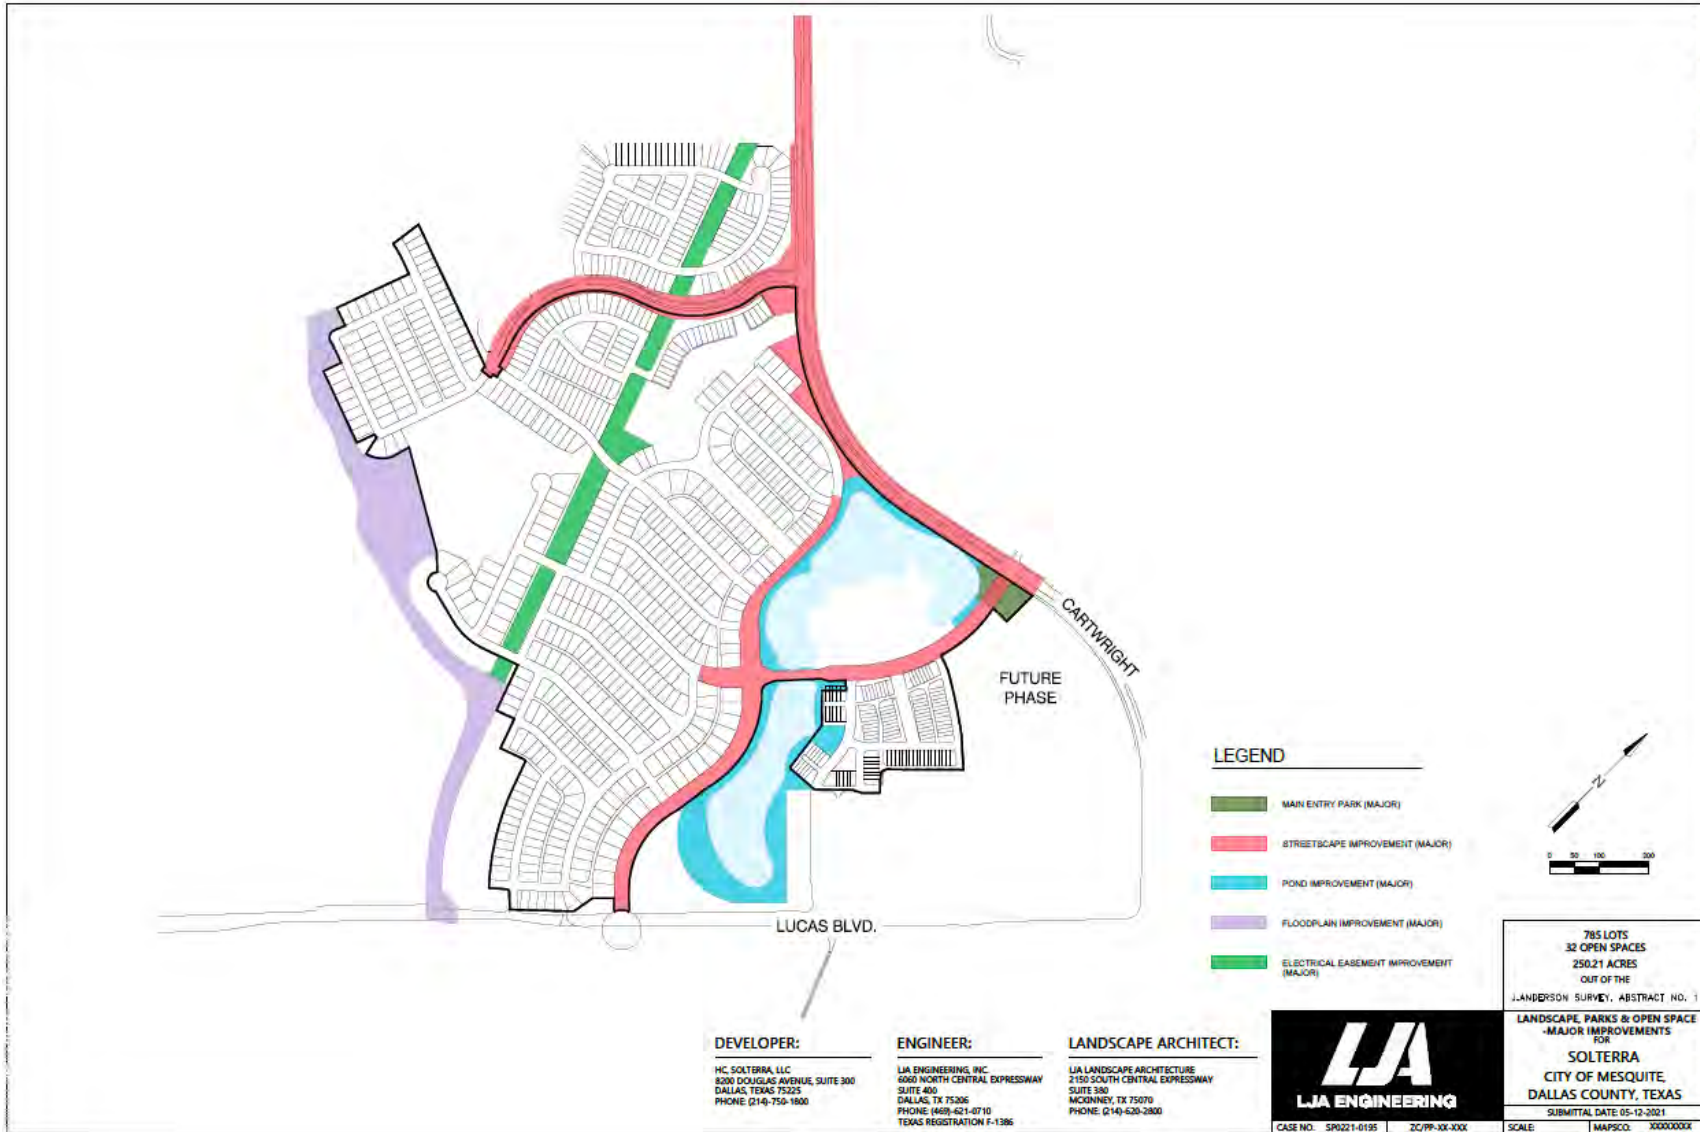 CARTWRIGHT
FUTURE
PHASE
LUCAS BLVD.
LEGEND
MAIN ENTRY PARK (MAJOR)
STREETSCAPE IMPROVEMENT (MAJOR)
POND IMPROVEMENT (MAJOR)
FLOODPLAIN IMPROVEMENT (MAJOR)
ELECTRICAL EASEMENT IMPROVEMENT
(MAJOR)
N
0 50 100 200
785 LOTS
32 OPEN SPACES
250.21 ACRES
OUT OF THE
J.ANDERSON SURVEY, ABSTRACT NO. 1
LANDSCAPE, PARKS & OPEN SPACE
-MAJOR IMPROVEMENTS
FOR
SOLTERRA
CITY OF MESQUITE,
DALLAS COUNTY, TEXAS
SUBMITTAL DATE: 05-12-2021
SCALE: MAPSCO: XXXXXXXX
DEVELOPER:
HC, SOLTERRA, LLC
8200 DOUGLAS AVENUE, SUITE 300
DALLAS, TEXAS 75225
PHONE: (214)-750-1800
ENGINEER:
LJA ENGINEERING, INC.
6060 NORTH CENTRAL EXPRESSWAY
SUITE 400
DALLAS, TX 75206
PHONE: (469)-621-0710
TEXAS REGISTRATION F-1386
LANDSCAPE ARCHITECT:
LJA LANDSCAPE ARCHITECTURE
2150 SOUTH CENTRAL EXPRESSWAY
SUITE 380
MCKINNEY, TX 75070
PHONE: (214)-620-2800
LJA
LJA ENGINEERING
CASE NO. SP0221-0195 ZC/PP-XX-XXX